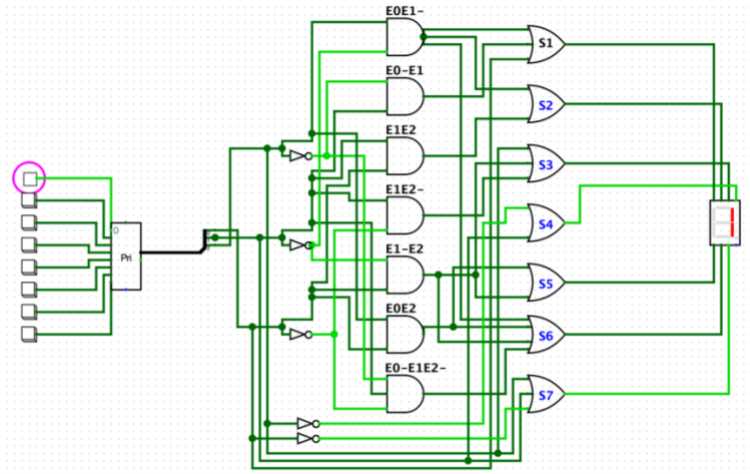 E0E1-
S1
E0-E1
S2
E1E2
S3
E1E2-
S4
0
Pri
E1-E2
S5
E0E2
S6
E0-E1E2-
S7